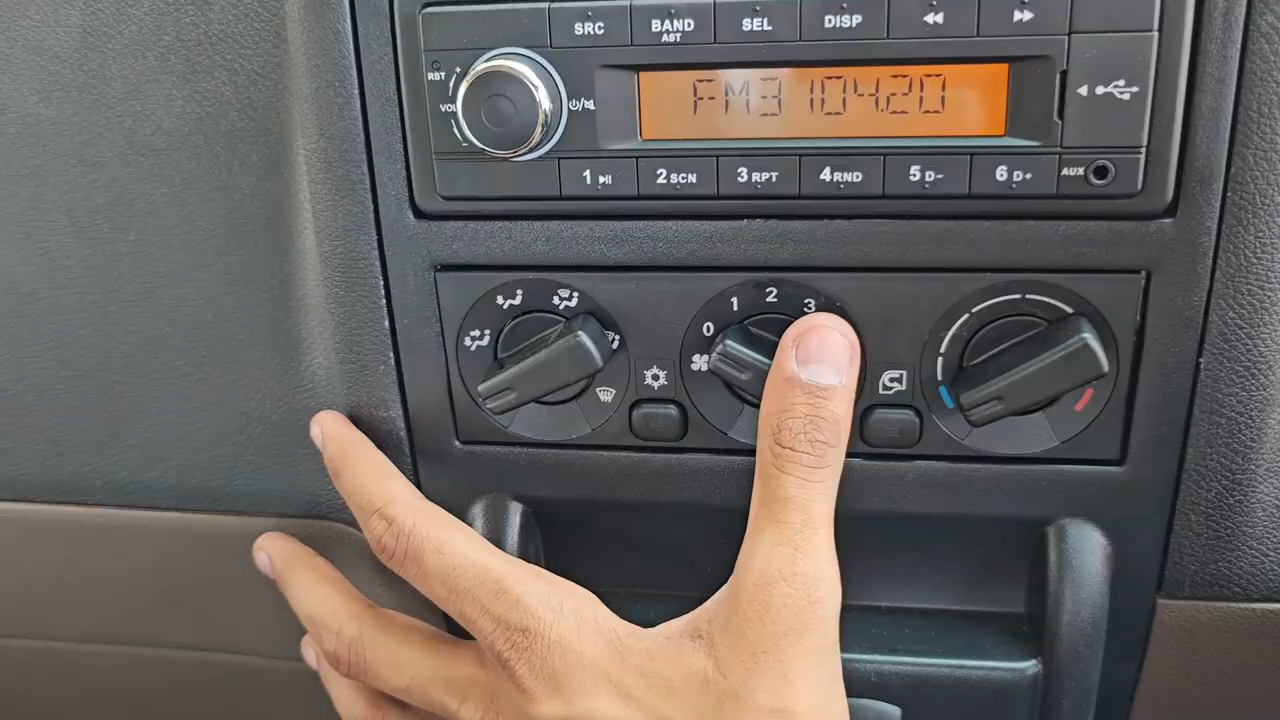 SRC BAND AST SEL DISP
RST
VOL
FM3 104.20
1 2 SCN 3 RPT 4 RND 5 D- 6 D+ AUX
0 1 2 3